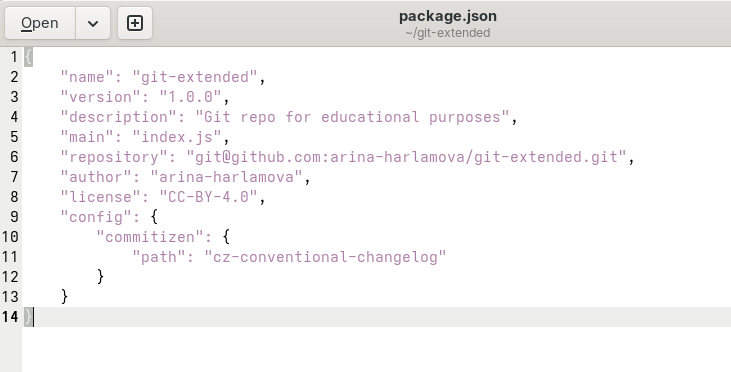 Open
package.json
~/git-extended
1 {
2 "name": "git-extended",
3 "version": "1.0.0",
4 "description": "Git repo for educational purposes",
5 "main": "index.js",
6 "repository": "git@github.com:arina-harlamova/git-extended.git",
7 "author": "arina-harlamova",
8 "license": "CC-BY-4.0",
9 "config": {
10 "commitizen": {
11 "path": "cz-conventional-changelog"
12 }
13 }
14 }